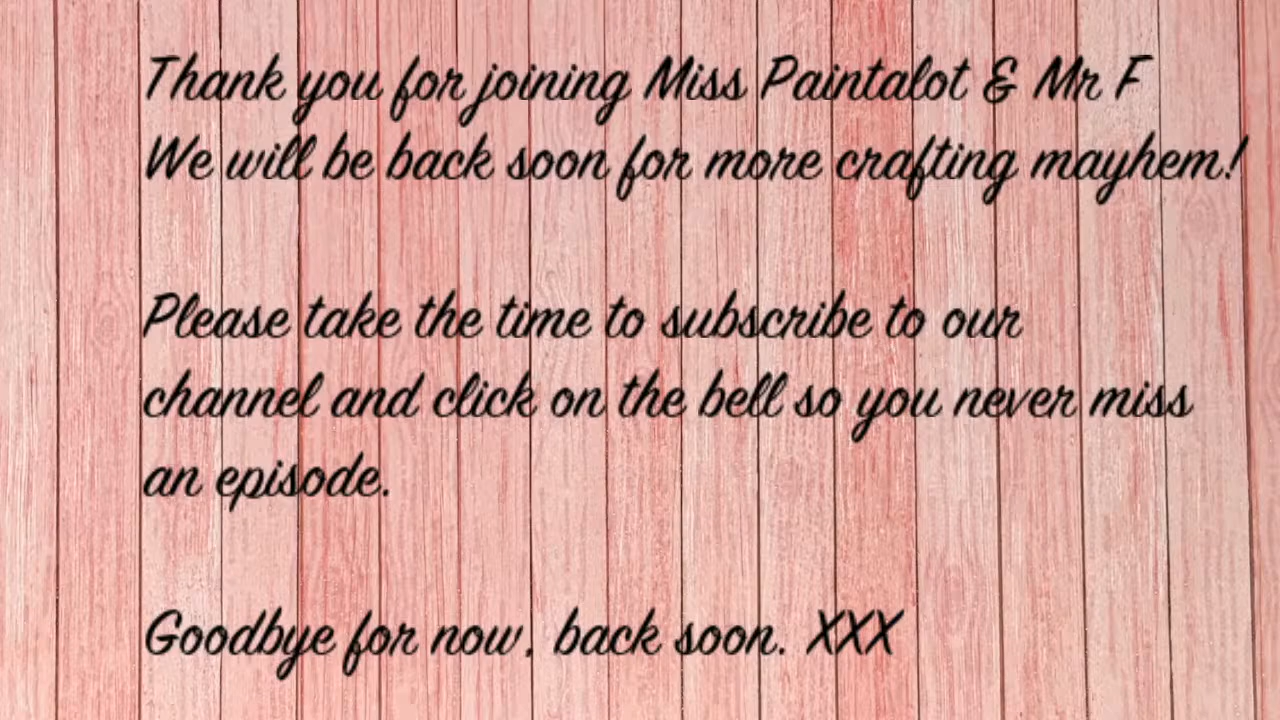 Thank you for joining Miss Paintalot & Mr F
We will be back soon for more crafting mayhem!
Please take the time to subscribe to our
channel and click on the bell so you never miss
an episode.
Goodbye for now, back soon. XXX